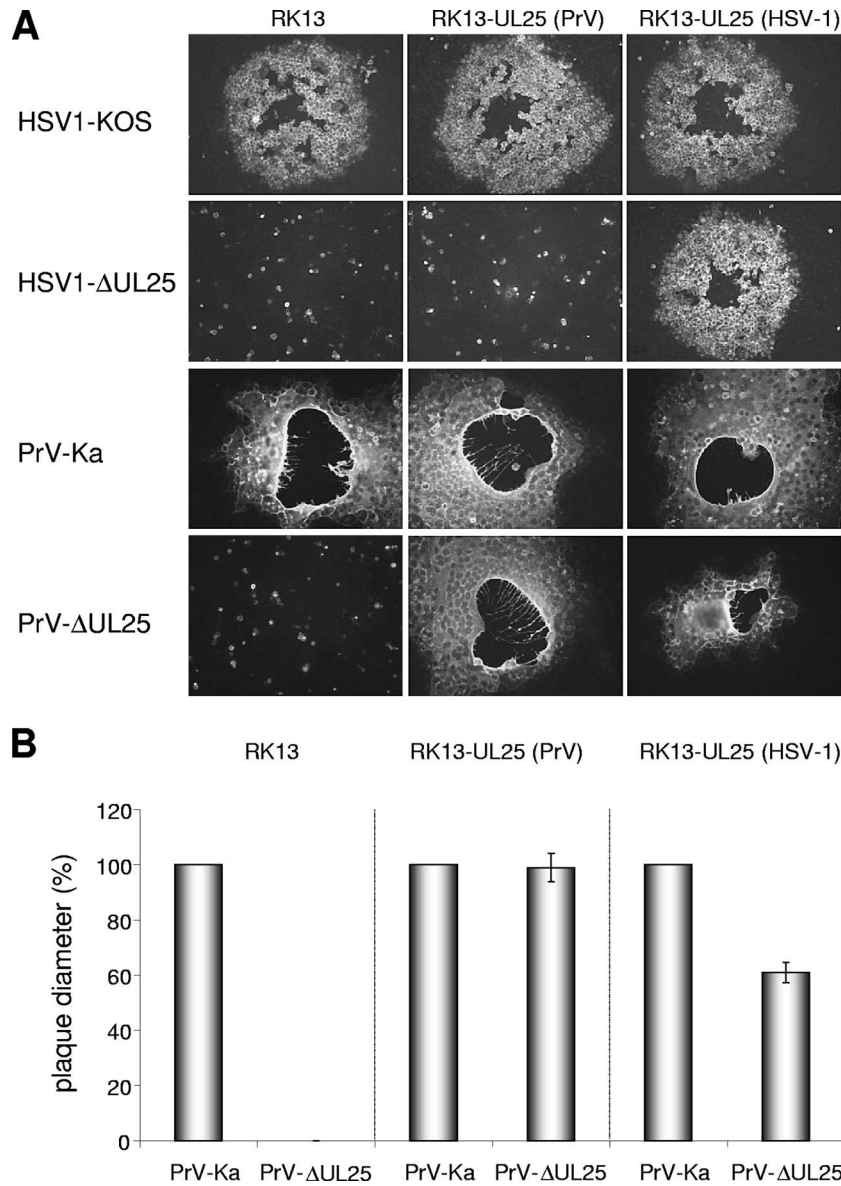 A
RK13 RK13-UL25 (PrV) RK13-UL25 (HSV-1)
HSV1-KOS
HSV1-ΔUL25
PrV-Ka
PrV-ΔUL25
B
RK13 RK13-UL25 (PrV) RK13-UL25 (HSV-1)
plaque diameter (%)
120
100
80
60
40
20
0
PrV-Ka PrV-ΔUL25 PrV-Ka PrV-ΔUL25 PrV-Ka PrV-ΔUL25